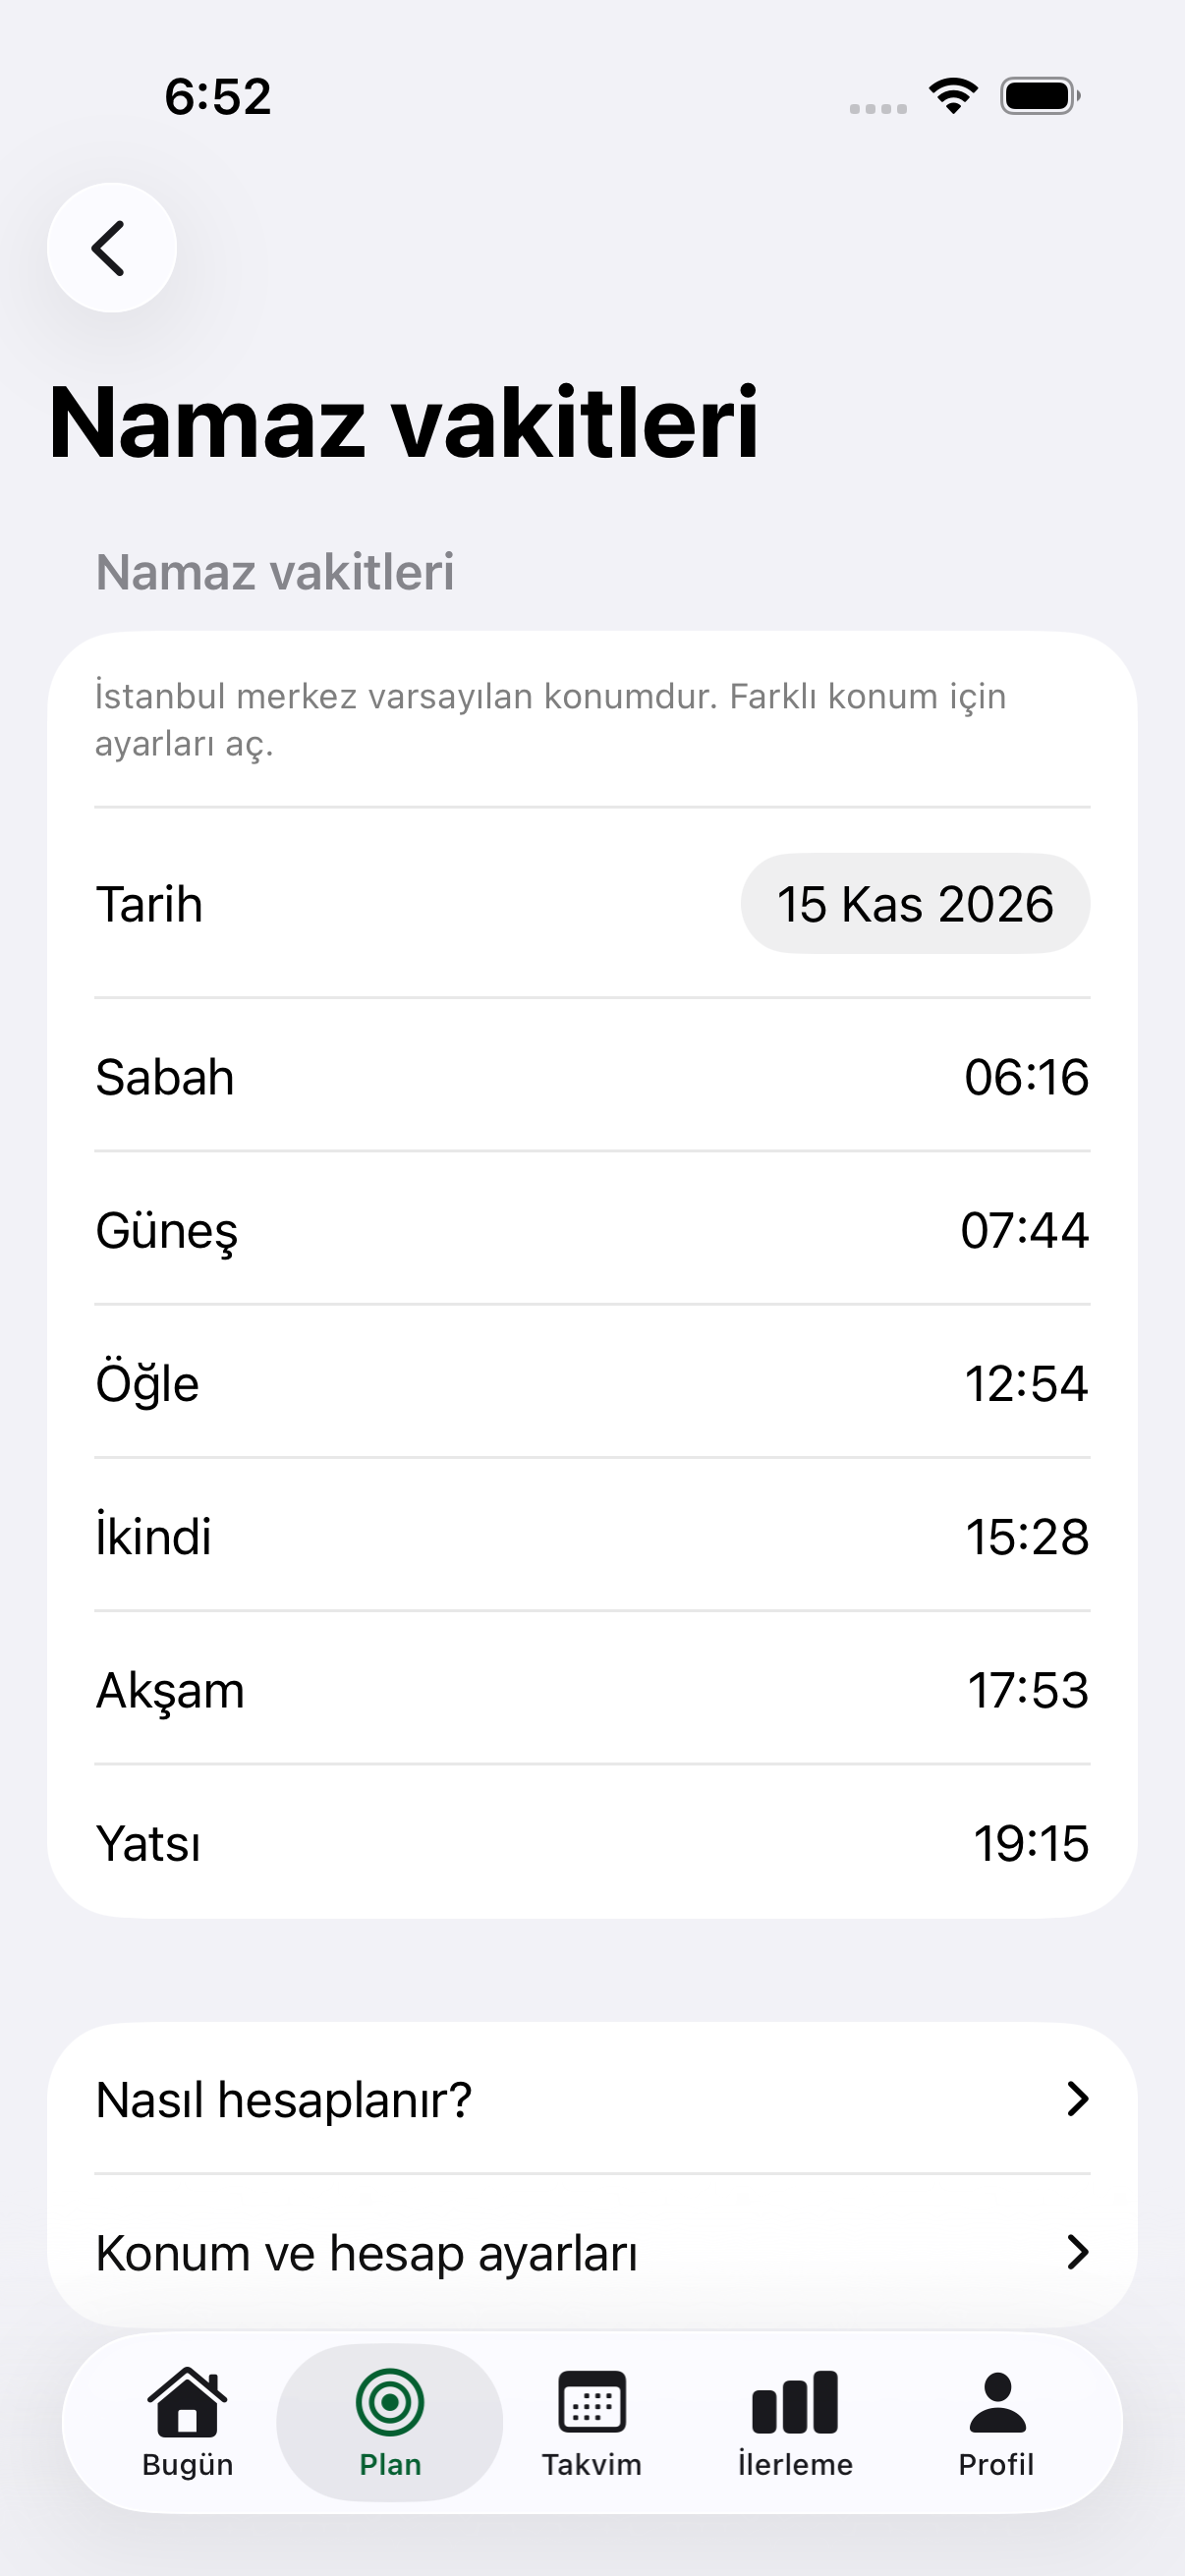 6:52
Namaz vakitleri
Namaz vakitleri
İstanbul merkez varsayılan konumdur. Farklı konum için
ayarları aç.
Tarih 15 Kas 2026
Sabah 06:16
Güneş 07:44
Öğle 12:54
İkindi 15:28
Akşam 17:53
Yatsı 19:15
Nasıl hesaplanır?
Konum ve hesap ayarları
Bugün Plan Takvim İlerleme Profil